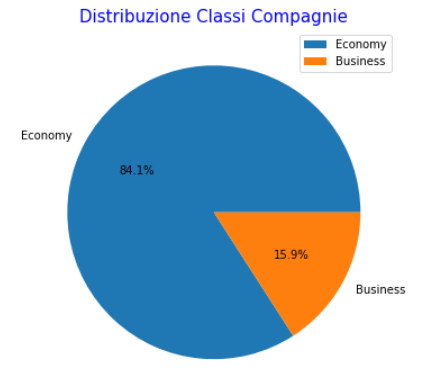 Distribuzione Classi Compagnie
Economy
Business
Economy
84.1%
15.9%
Business